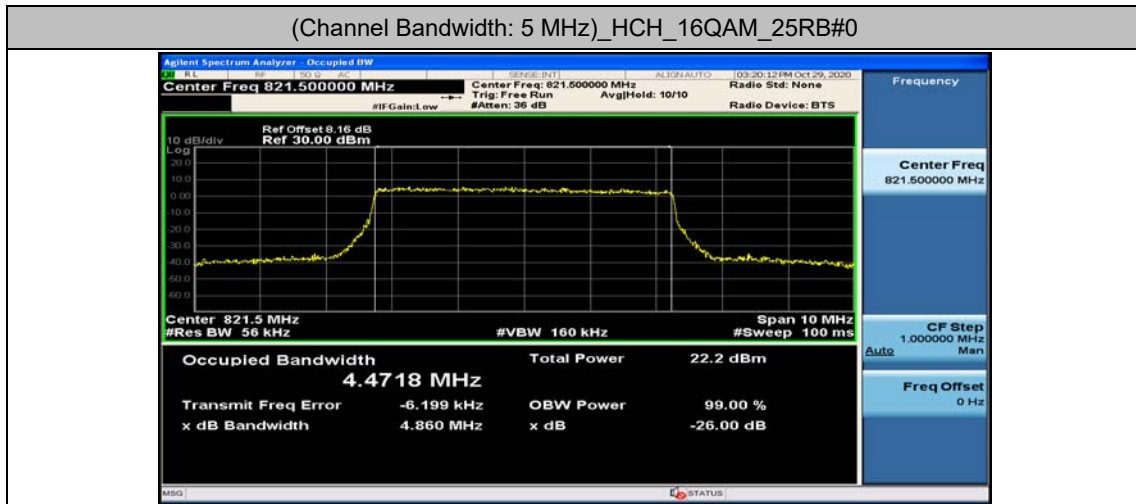 (Channel Bandwidth: 5 MHz)_HCH_16QAM_25RB#0
Agilent Spectrum Analyzer - Occupied BW
RL RF 50 Ω AC SENSE:INT ALIGN AUTO 03:20:12 PM Oct 29, 2020
Center Freq 821.500000 MHz
Center Freq: 821.500000 MHz
Radio Std: None
Trig: Free Run Avg|Hold: 10/10
#IFGain:Low #Atten: 36 dB Radio Device: BTS
Ref Offset 8.16 dB
10 dB/div Ref 30.00 dBm
Log
20.0
10.0
0.00
-10.0
-20.0
-30.0
-40.0
-50.0
-60.0
Center 821.5 MHz Span 10 MHz
#Res BW 56 kHz #VBW 160 kHz #Sweep 100 ms
Occupied Bandwidth Total Power 22.2 dBm
4.4718 MHz
Transmit Freq Error -6.199 kHz OBW Power 99.00 %
x dB Bandwidth 4.860 MHz x dB -26.00 dB
Frequency
Center Freq
821.500000 MHz
CF Step
1.000000 MHz
Auto Man
Freq Offset
0 Hz
MSG STATUS